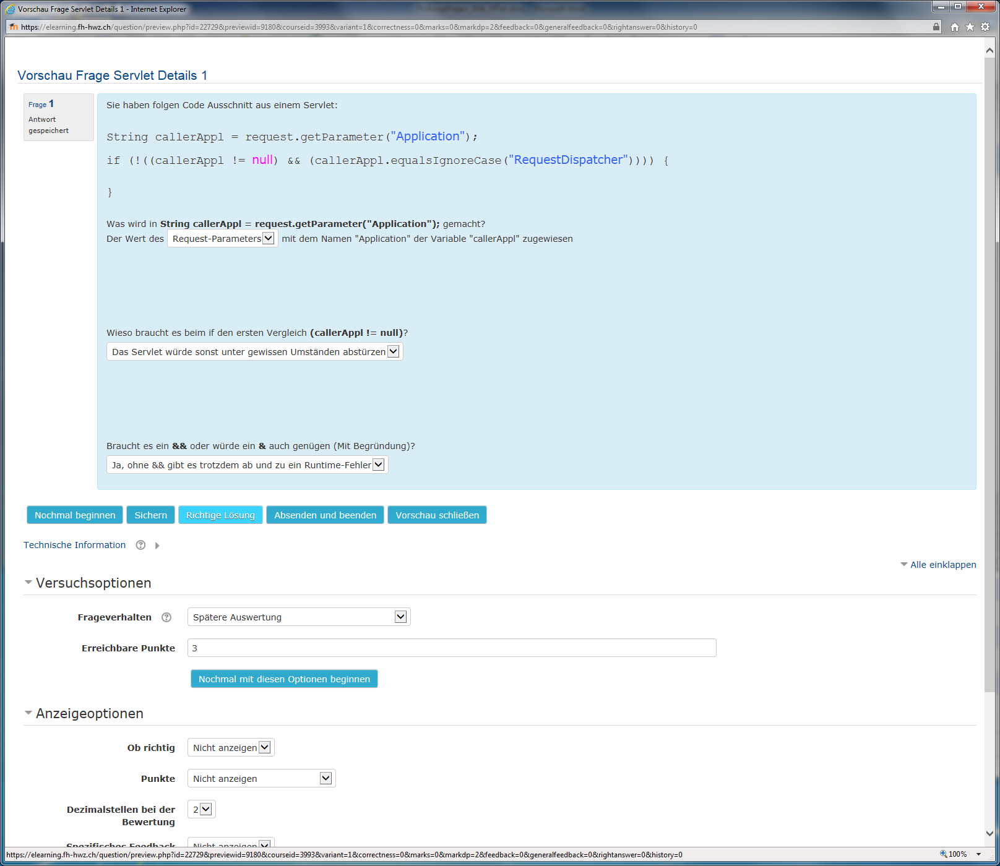 Vorschau Frage Servlet Details 1 - Internet Explorer
https://elearning.fh-hwz.ch/question/preview.php?id=22729&previewid=9180&courseid=3993&variant=1&correctness=0&marks=0&markdp=2&feedback=0&generalfeedback=0&rightanswer=0&history=0
Vorschau Frage Servlet Details 1
Frage 1
Antwort
gespeichert
Sie haben folgen Code Ausschnitt aus einem Servlet:
String callerAppl = request.getParameter("Application");
if (!((callerAppl != null) && (callerAppl.equalsIgnoreCase("RequestDispatcher")))) {
}
Was wird in String callerAppl = request.getParameter("Application"); gemacht?
Der Wert des Request-Parameters mit dem Namen "Application" der Variable "callerAppl" zugewiesen
Wieso braucht es beim if den ersten Vergleich (callerAppl != null)?
Das Servlet würde sonst unter gewissen Umständen abstürzen
Braucht es ein && oder würde ein & auch genügen (Mit Begründung)?
Ja, ohne && gibt es trotzdem ab und zu ein Runtime-Fehler
Nochmal beginnen Sichern Richtige Lösung Absenden und beenden Vorschau schließen
Technische Information
Alle einklappen
Versuchsoptionen
Frageverhalten Spätere Auswertung
Erreichbare Punkte 3
Nochmal mit diesen Optionen beginnen
Anzeigeoptionen
Ob richtig Nicht anzeigen
Punkte Nicht anzeigen
Dezimalstellen bei der 2
Bewertung
Spezifisches Feedback Nicht anzeigen
https://elearning.fh-hwz.ch/question/preview.php?id=22729&previewid=9180&courseid=3993&variant=1&correctness=0&marks=0&markdp=2&feedback=0&generalfeedback=0&rightanswer=0&history=0
100%